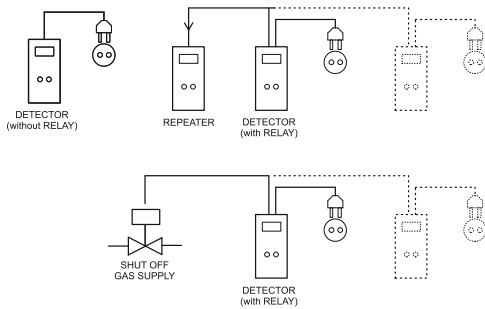 DETECTOR
(without RELAY)
REPEATER
DETECTOR
(with RELAY)
SHUT OFF
GAS SUPPLY
DETECTOR
(with RELAY)